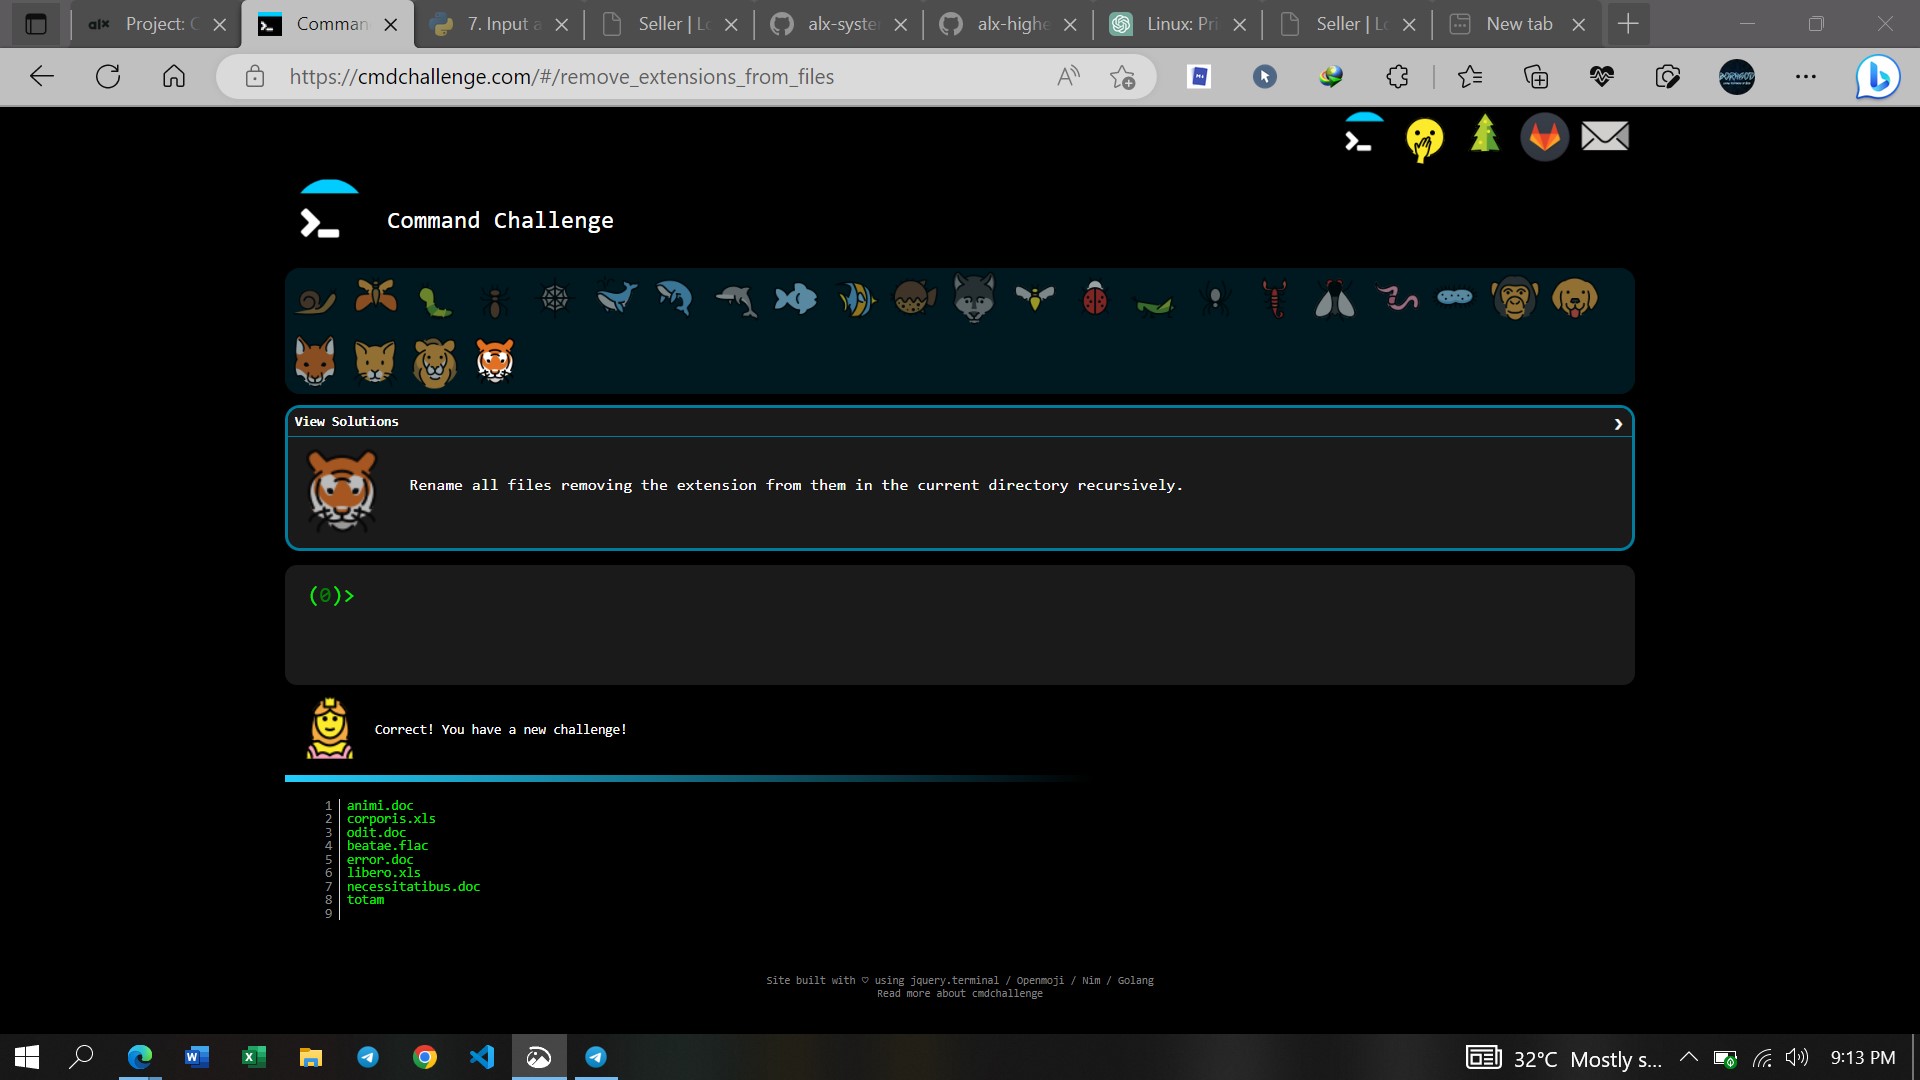 alx Project: C
Comman
7. Input a
Seller | Lo
alx-syster
alx-highe
Linux: Pri
Seller | Lo
New tab
https://cmdchallenge.com/#/remove_extensions_from_files
Command Challenge
View Solutions
Rename all files removing the extension from them in the current directory recursively.
(0)>
Correct! You have a new challenge!
1 animi.doc
2 corporis.xls
3 odit.doc
4 beatae.flac
5 error.doc
6 libero.xls
7 necessitatibus.doc
8 totam
9
Site built with ♡ using jquery.terminal / Openmoji / Nim / Golang
Read more about cmdchallenge
32°C Mostly s... 9:13 PM